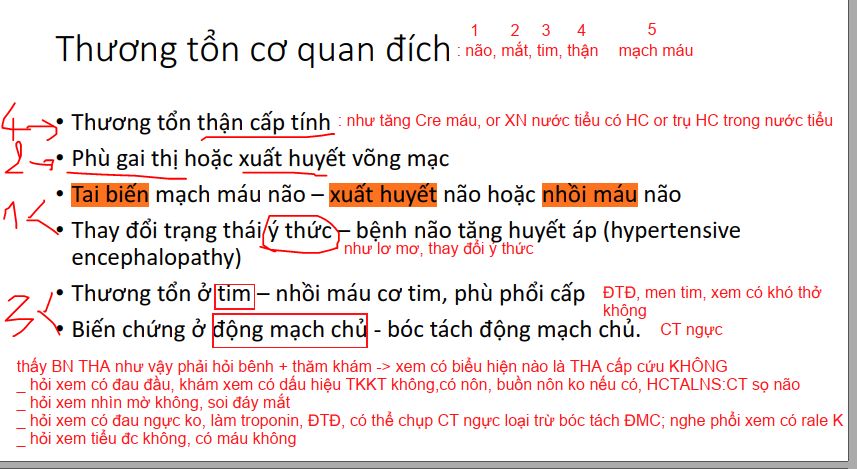 1 2 3 4 5
Thương tổn cơ quan đích : não, mắt, tim, thận mạch máu
4 • Thương tổn thận cấp tính : như tăng Cre máu, or XN nước tiểu có HC or trụ HC trong nước tiểu
2 • Phù gai thị hoặc xuất huyết võng mạc
• Tai biến mạch máu não – xuất huyết não hoặc nhồi máu não
1 • Thay đổi trạng thái ý thức – bệnh não tăng huyết áp (hypertensive
encephalopathy) như lơ mơ, thay đổi ý thức
• Thương tổn ở tim – nhồi máu cơ tim, phù phổi cấp ĐTĐ, men tim, xem có khó thở
3 không
• Biến chứng ở động mạch chủ - bóc tách động mạch chủ. CT ngực
thấy BN THA như vậy phải hỏi bênh + thăm khám -> xem có biểu hiện nào là THA cấp cứu KHÔNG
_ hỏi xem có đau đầu, khám xem có dấu hiệu TKKT không,có nôn, buồn nôn ko nếu có, HCTALNS:CT sọ não
_ hỏi xem nhìn mờ không, soi đáy mắt
_ hỏi xem có đau ngực ko, làm troponin, ĐTĐ, có thể chụp CT ngực loại trừ bóc tách ĐMC; nghe phổi xem có rale K
_ hỏi xem tiểu đc không, có máu không